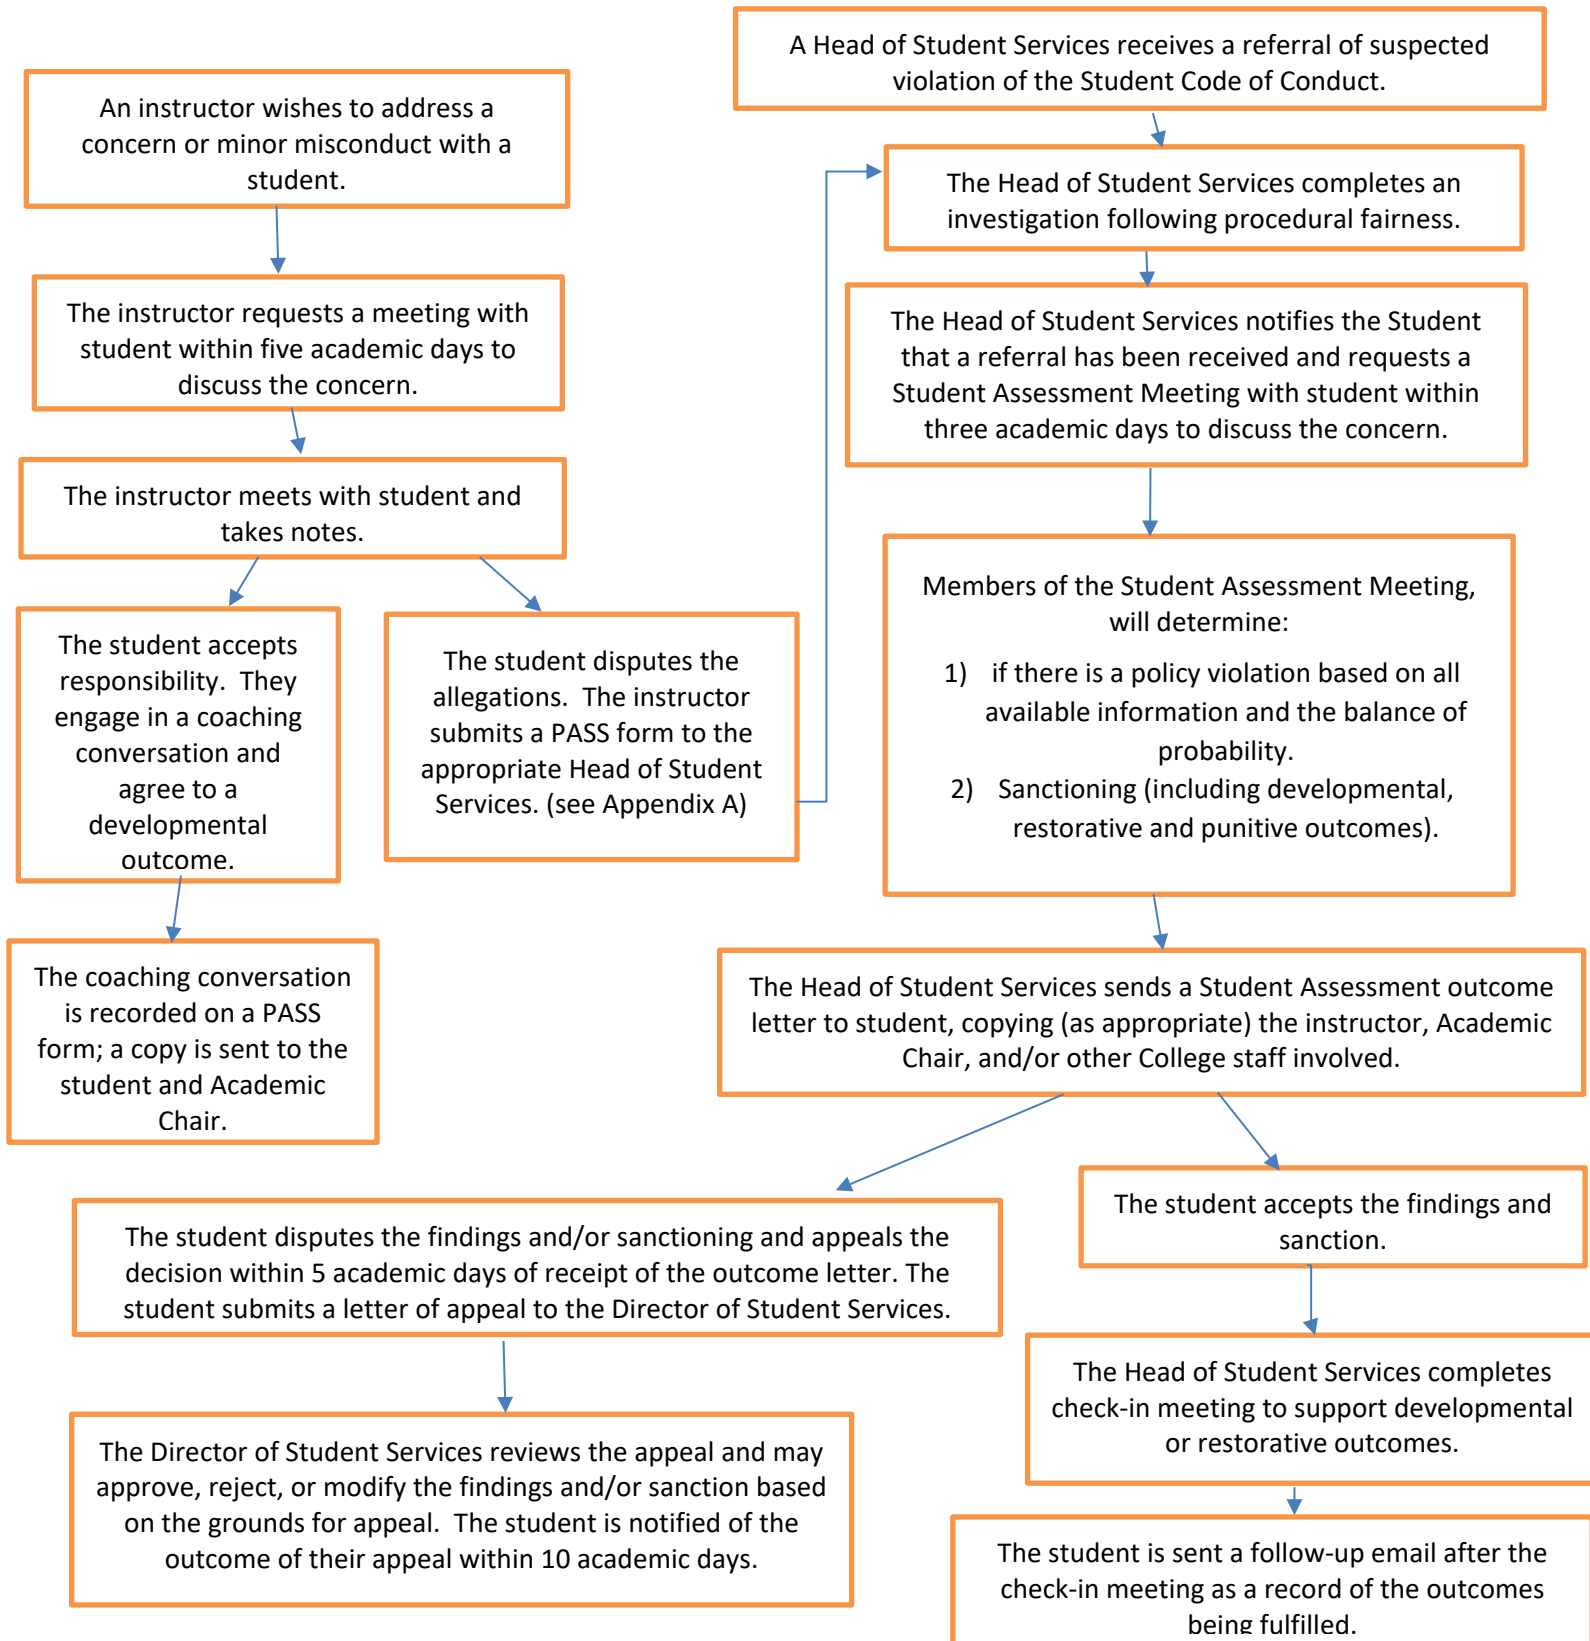 An instructor wishes to address a
concern or minor misconduct with a
student.
The instructor requests a meeting with
student within five academic days to
discuss the concern.
The instructor meets with student and
takes notes.
The student accepts
responsibility.  They
engage in a coaching
conversation and
agree to a
developmental
outcome.
The student disputes the
allegations.  The instructor
submits a PASS form to the
appropriate Head of Student
Services. (see Appendix A)
The coaching conversation
is recorded on a PASS
form; a copy is sent to the
student and Academic
Chair.
A Head of Student Services receives a referral of suspected
violation of the Student Code of Conduct.
The Head of Student Services completes an
investigation following procedural fairness.
The Head of Student Services notifies the Student
that a referral has been received and requests a
Student Assessment Meeting with student within
three academic days to discuss the concern.
Members of the Student Assessment Meeting,
will determine:
1) if there is a policy violation based on all
available information and the balance of
probability.
2) Sanctioning (including developmental,
restorative and punitive outcomes).
The Head of Student Services sends a Student Assessment outcome
letter to student, copying (as appropriate) the instructor, Academic
Chair, and/or other College staff involved.
The student disputes the findings and/or sanctioning and appeals the
decision within 5 academic days of receipt of the outcome letter. The
student submits a letter of appeal to the Director of Student Services.
The Director of Student Services reviews the appeal and may
approve, reject, or modify the findings and/or sanction based
on the grounds for appeal.  The student is notified of the
outcome of their appeal within 10 academic days.
The student accepts the findings and
sanction.
The Head of Student Services completes
check-in meeting to support developmental
or restorative outcomes.
The student is sent a follow-up email after the
check-in meeting as a record of the outcomes
being fulfilled.